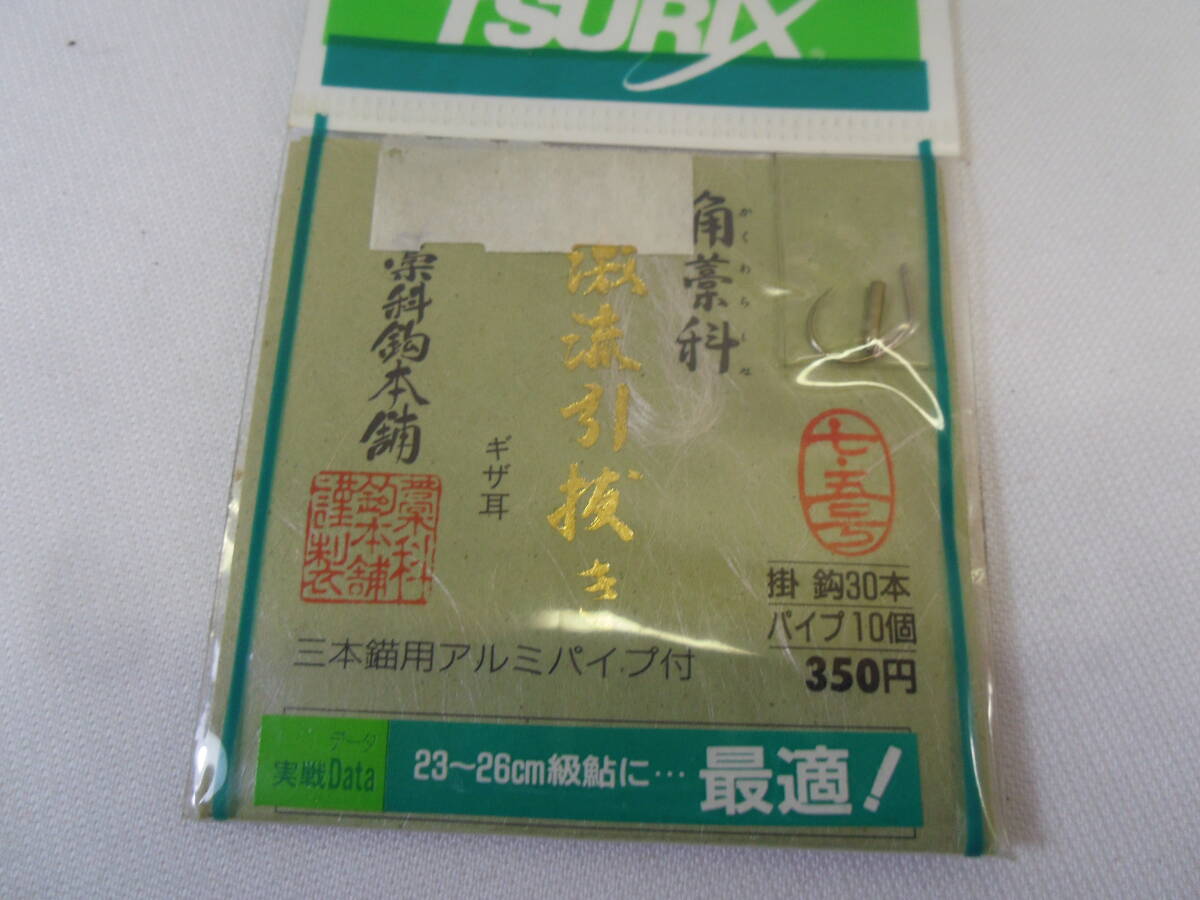 TSURIX
角藁科
かくわらしな
激流引抜き
ギザ耳
藁科鈎本舗
藁科
鈎本舗
謹製
七・五号
掛 鈎30本
パイプ10個
350円
三本錨用アルミパイプ付
データ
実戦Data
23～26cm級鮎に…最適!